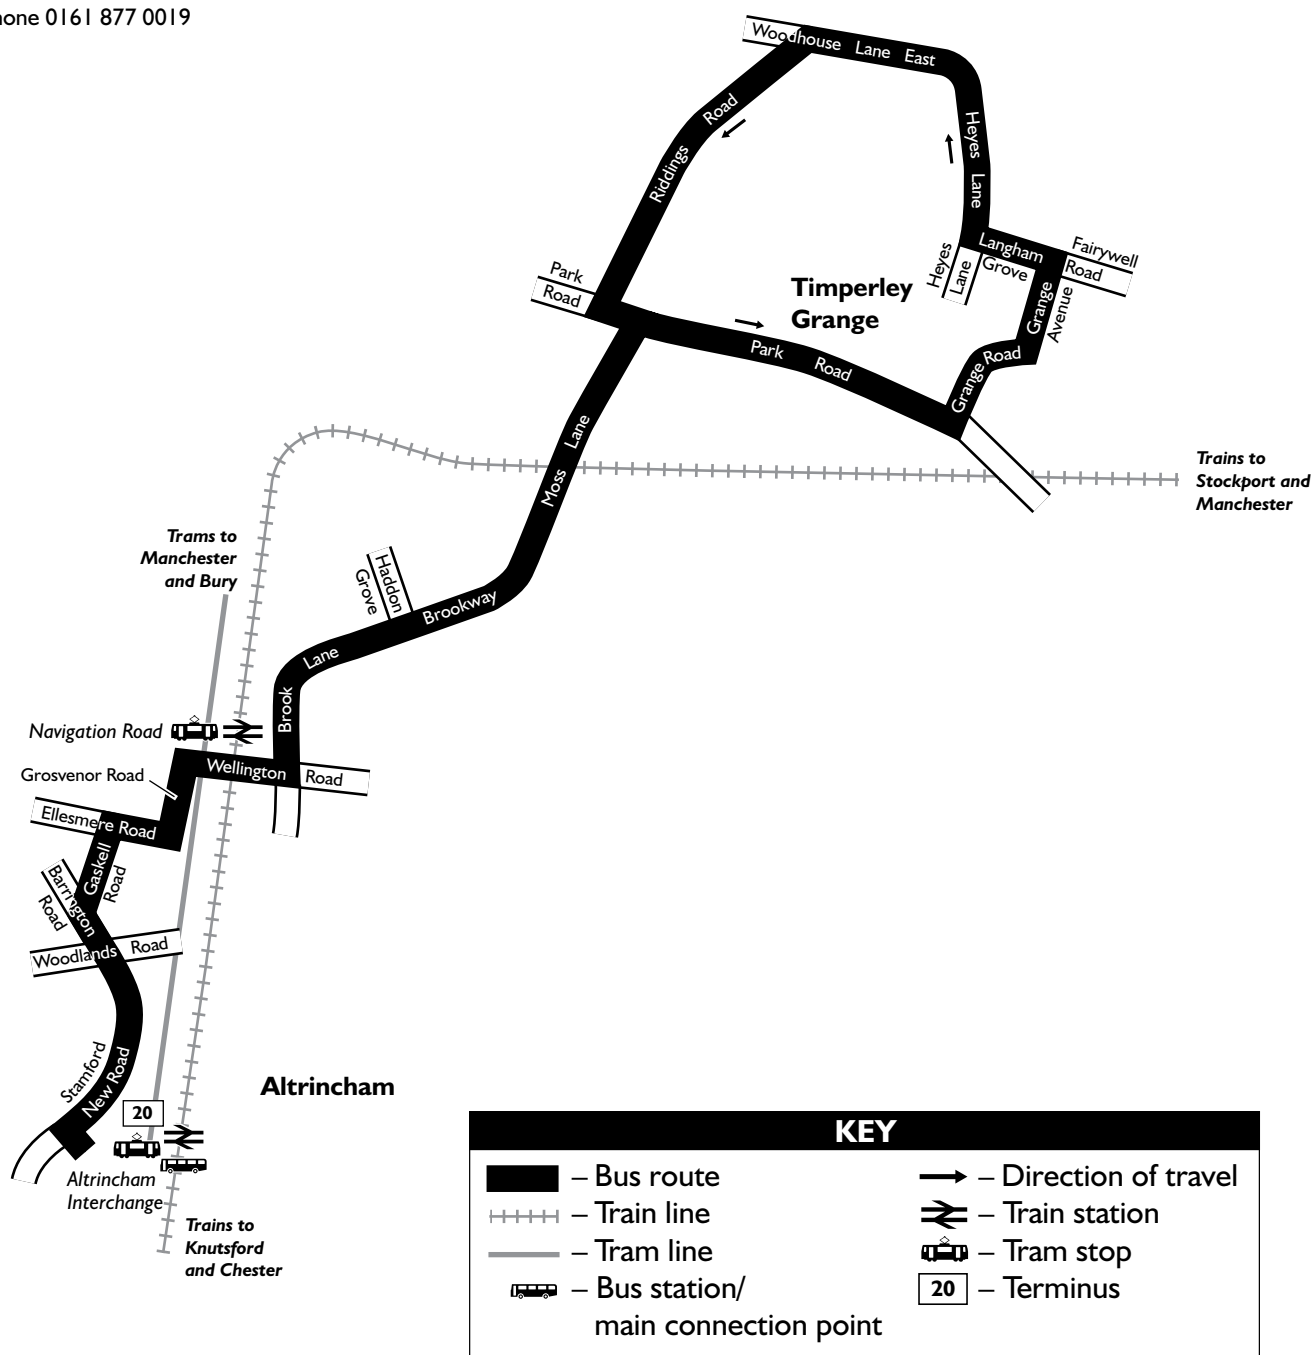 hone 0161 877 0019
Woodhouse Lane East
Riddings Road
Heyes Lane
Langham
Grove
Fairywell
Road
Heyes
Lane
Grange
Avenue
Grange Road
Park
Road
Timperley
Grange
Park Road
Moss Lane
Trains to
Stockport and
Manchester
Trams to
Manchester
and Bury
Haddon
Grove
Brookway
Brook Lane
Navigation Road
Wellington Road
Grosvenor Road
Ellesmere Road
Gaskell
Road
Barrington
Road
Woodlands Road
Stamford
New Road
20
Altrincham
Altrincham
Interchange
Trains to
Knutsford
and Chester
KEY
– Bus route
– Train line
– Tram line
– Bus station/
main connection point
– Direction of travel
– Train station
– Tram stop
20 – Terminus